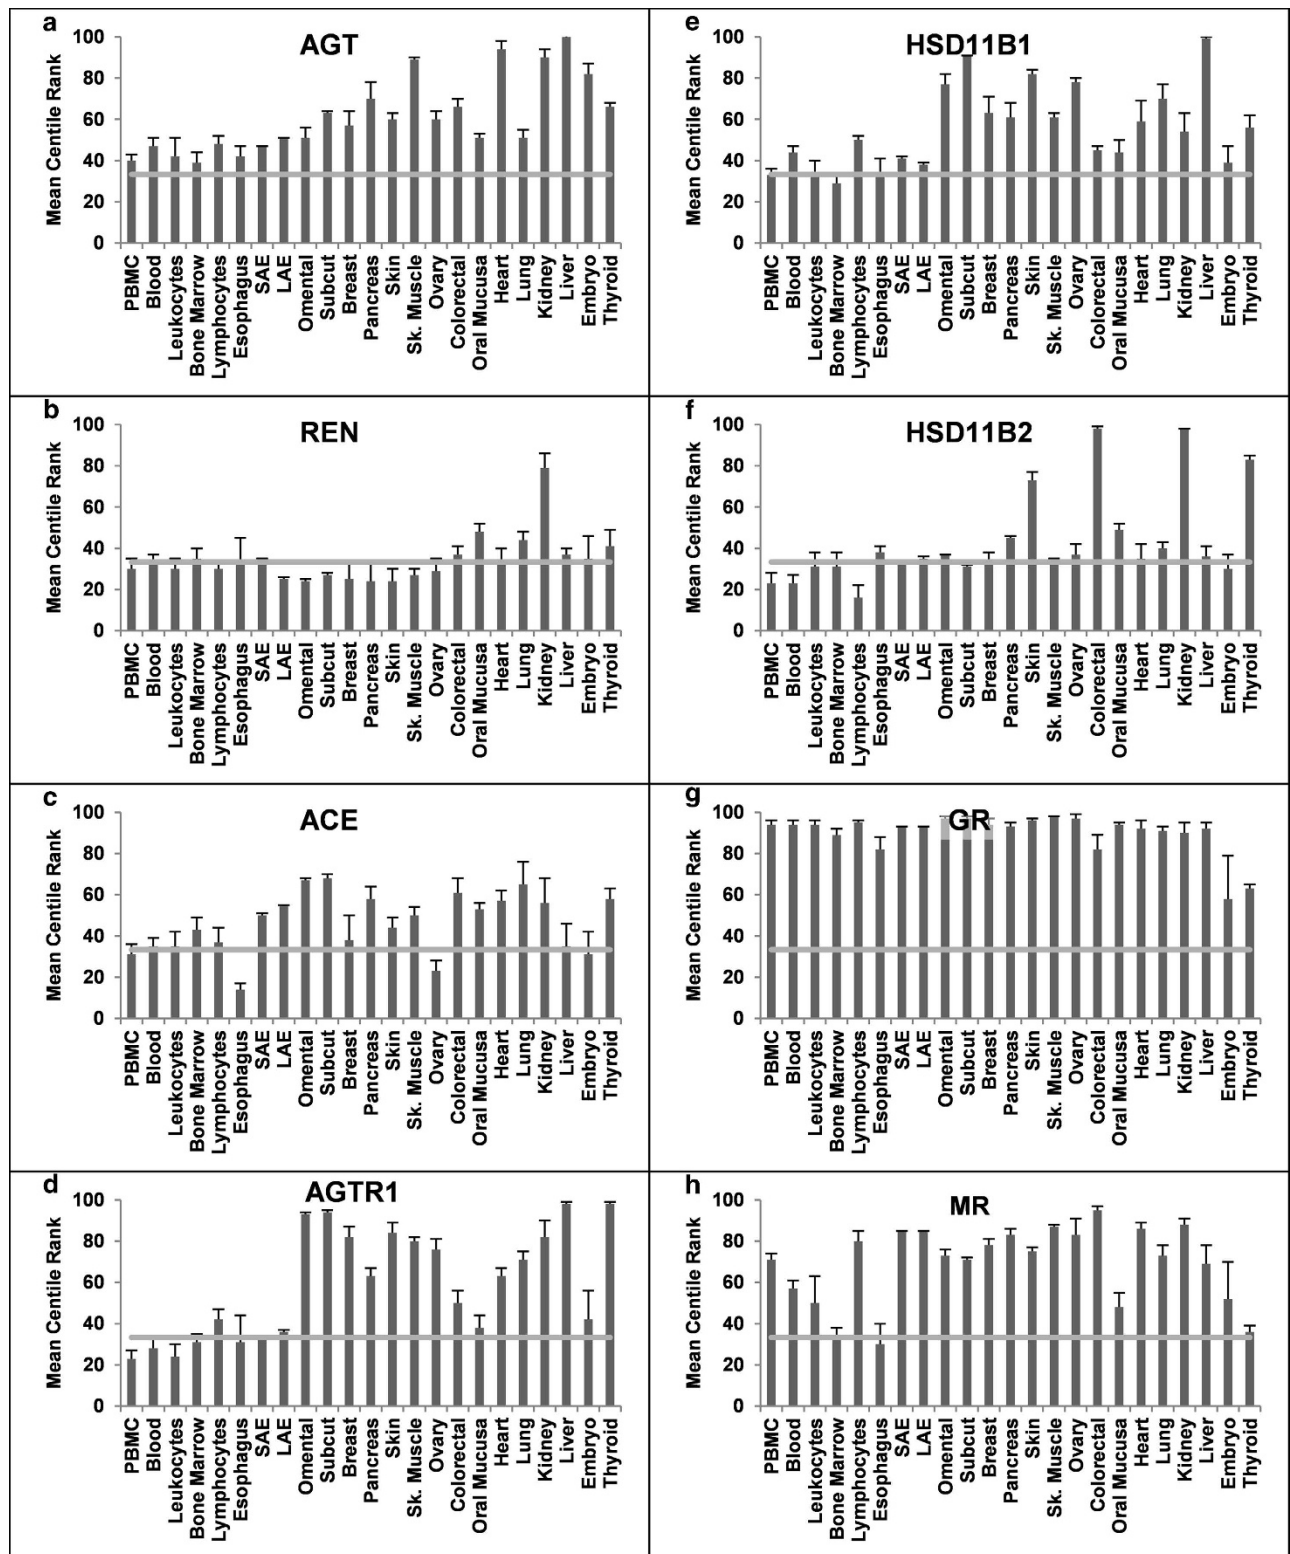 a
AGT
Mean Centile Rank
100
80
60
40
20
0
PBMC
Blood
Leukocytes
Bone Marrow
Lymphocytes
Esophagus
SAE
LAE
Omental
Subcut
Breast
Pancreas
Skin
Sk. Muscle
Ovary
Colorectal
Oral Mucusa
Heart
Lung
Kidney
Liver
Embryo
Thyroid
e
HSD11B1
Mean Centile Rank
100
80
60
40
20
0
PBMC
Blood
Leukocytes
Bone Marrow
Lymphocytes
Esophagus
SAE
LAE
Omental
Subcut
Breast
Pancreas
Skin
Sk. Muscle
Ovary
Colorectal
Oral Mucusa
Heart
Lung
Kidney
Liver
Embryo
Thyroid
b
REN
Mean Centile Rank
100
80
60
40
20
0
PBMC
Blood
Leukocytes
Bone Marrow
Lymphocytes
Esophagus
SAE
LAE
Omental
Subcut
Breast
Pancreas
Skin
Sk. Muscle
Ovary
Colorectal
Oral Mucusa
Heart
Lung
Kidney
Liver
Embryo
Thyroid
f
HSD11B2
Mean Centile Rank
100
80
60
40
20
0
PBMC
Blood
Leukocytes
Bone Marrow
Lymphocytes
Esophagus
SAE
LAE
Omental
Subcut
Breast
Pancreas
Skin
Sk. Muscle
Ovary
Colorectal
Oral Mucusa
Heart
Lung
Kidney
Liver
Embryo
Thyroid
c
ACE
Mean Centile Rank
100
80
60
40
20
0
PBMC
Blood
Leukocytes
Bone Marrow
Lymphocytes
Esophagus
SAE
LAE
Omental
Subcut
Breast
Pancreas
Skin
Sk. Muscle
Ovary
Colorectal
Oral Mucusa
Heart
Lung
Kidney
Liver
Embryo
Thyroid
g
GR
Mean Centile Rank
100
80
60
40
20
0
PBMC
Blood
Leukocytes
Bone Marrow
Lymphocytes
Esophagus
SAE
LAE
Omental
Subcut
Breast
Pancreas
Skin
Sk. Muscle
Ovary
Colorectal
Oral Mucusa
Heart
Lung
Kidney
Liver
Embryo
Thyroid
d
AGTR1
Mean Centile Rank
100
80
60
40
20
0
PBMC
Blood
Leukocytes
Bone Marrow
Lymphocytes
Esophagus
SAE
LAE
Omental
Subcut
Breast
Pancreas
Skin
Sk. Muscle
Ovary
Colorectal
Oral Mucusa
Heart
Lung
Kidney
Liver
Embryo
Thyroid
h
MR
Mean Centile Rank
100
80
60
40
20
0
PBMC
Blood
Leukocytes
Bone Marrow
Lymphocytes
Esophagus
SAE
LAE
Omental
Subcut
Breast
Pancreas
Skin
Sk. Muscle
Ovary
Colorectal
Oral Mucusa
Heart
Lung
Kidney
Liver
Embryo
Thyroid